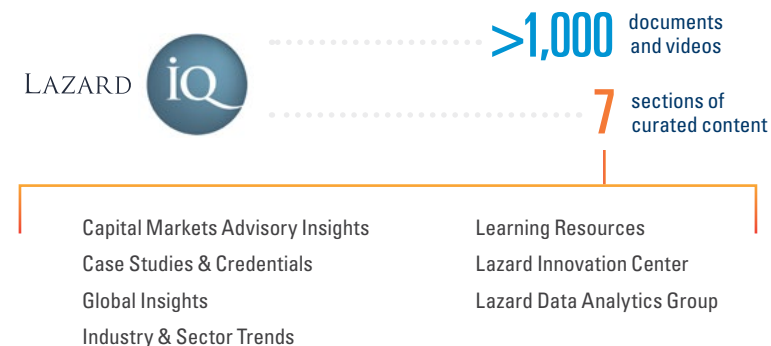 LAZARD iQ
>1,000 documents
and videos
7 sections of
curated content
Capital Markets Advisory Insights
Case Studies & Credentials
Global Insights
Industry & Sector Trends
Learning Resources
Lazard Innovation Center
Lazard Data Analytics Group